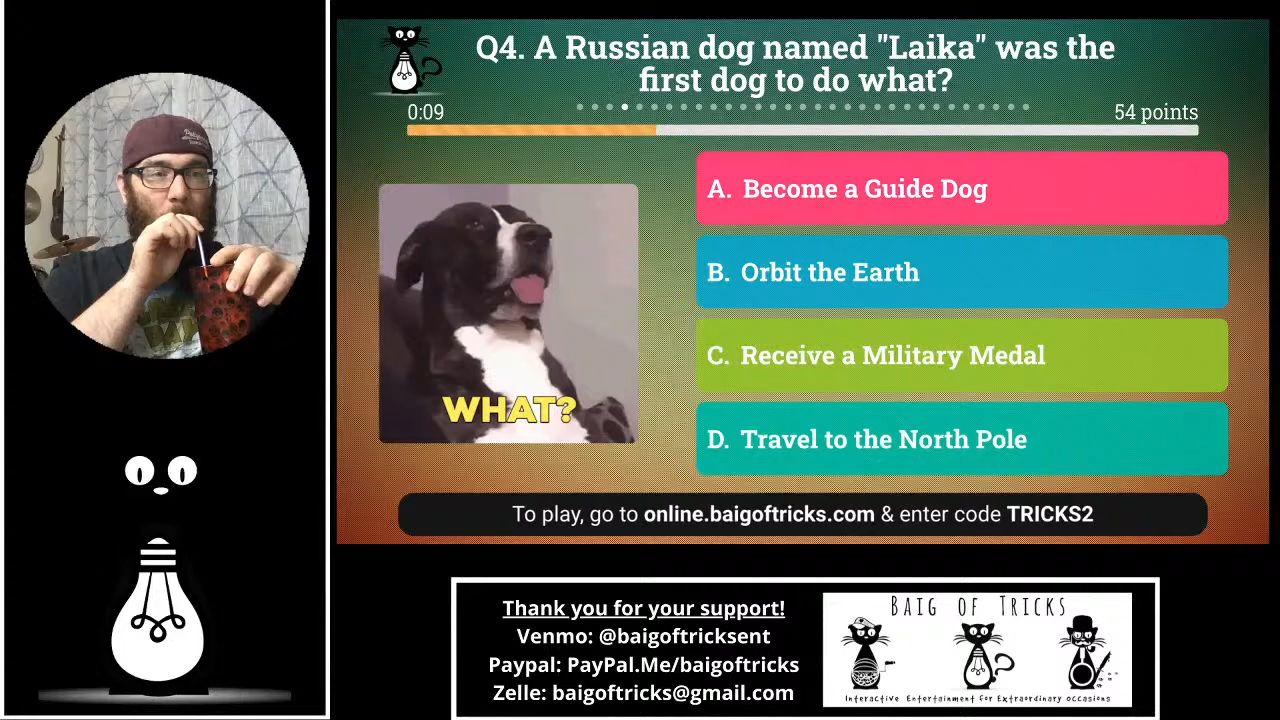 Q4. A Russian dog named "Laika" was the
first dog to do what?
0:09
54 points
A. Become a Guide Dog
B. Orbit the Earth
C. Receive a Military Medal
D. Travel to the North Pole
WHAT?
To play, go to online.baigoftricks.com & enter code TRICKS2
Thank you for your support!
Venmo: @baigoftricksent
Paypal: PayPal.Me/baigoftricks
Zelle: baigoftricks@gmail.com
BAIG OF TRICKS
Interactive Entertainment for Extraordinary occasions